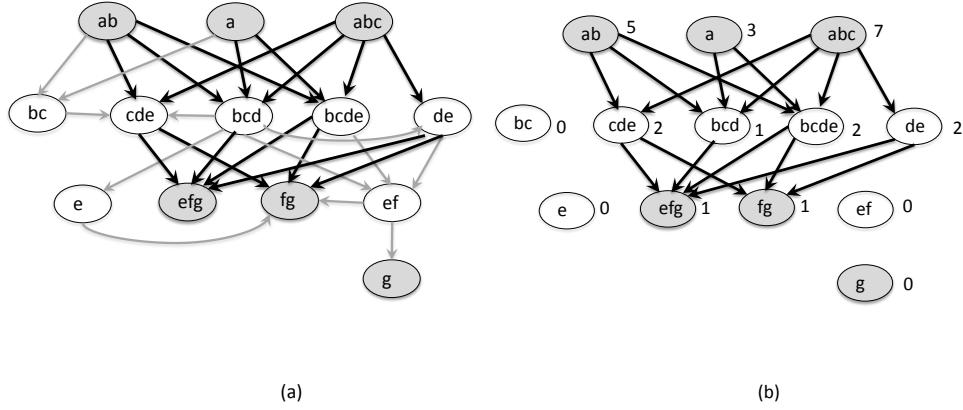 ab a abc
bc cde bcd bcde de
e efg fg ef
g
(a)
ab 5 a 3 abc 7
bc 0 cde 2 bcd 1 bcde 2 de 2
e 0 efg 1 fg 1 ef 0
g 0
(b)